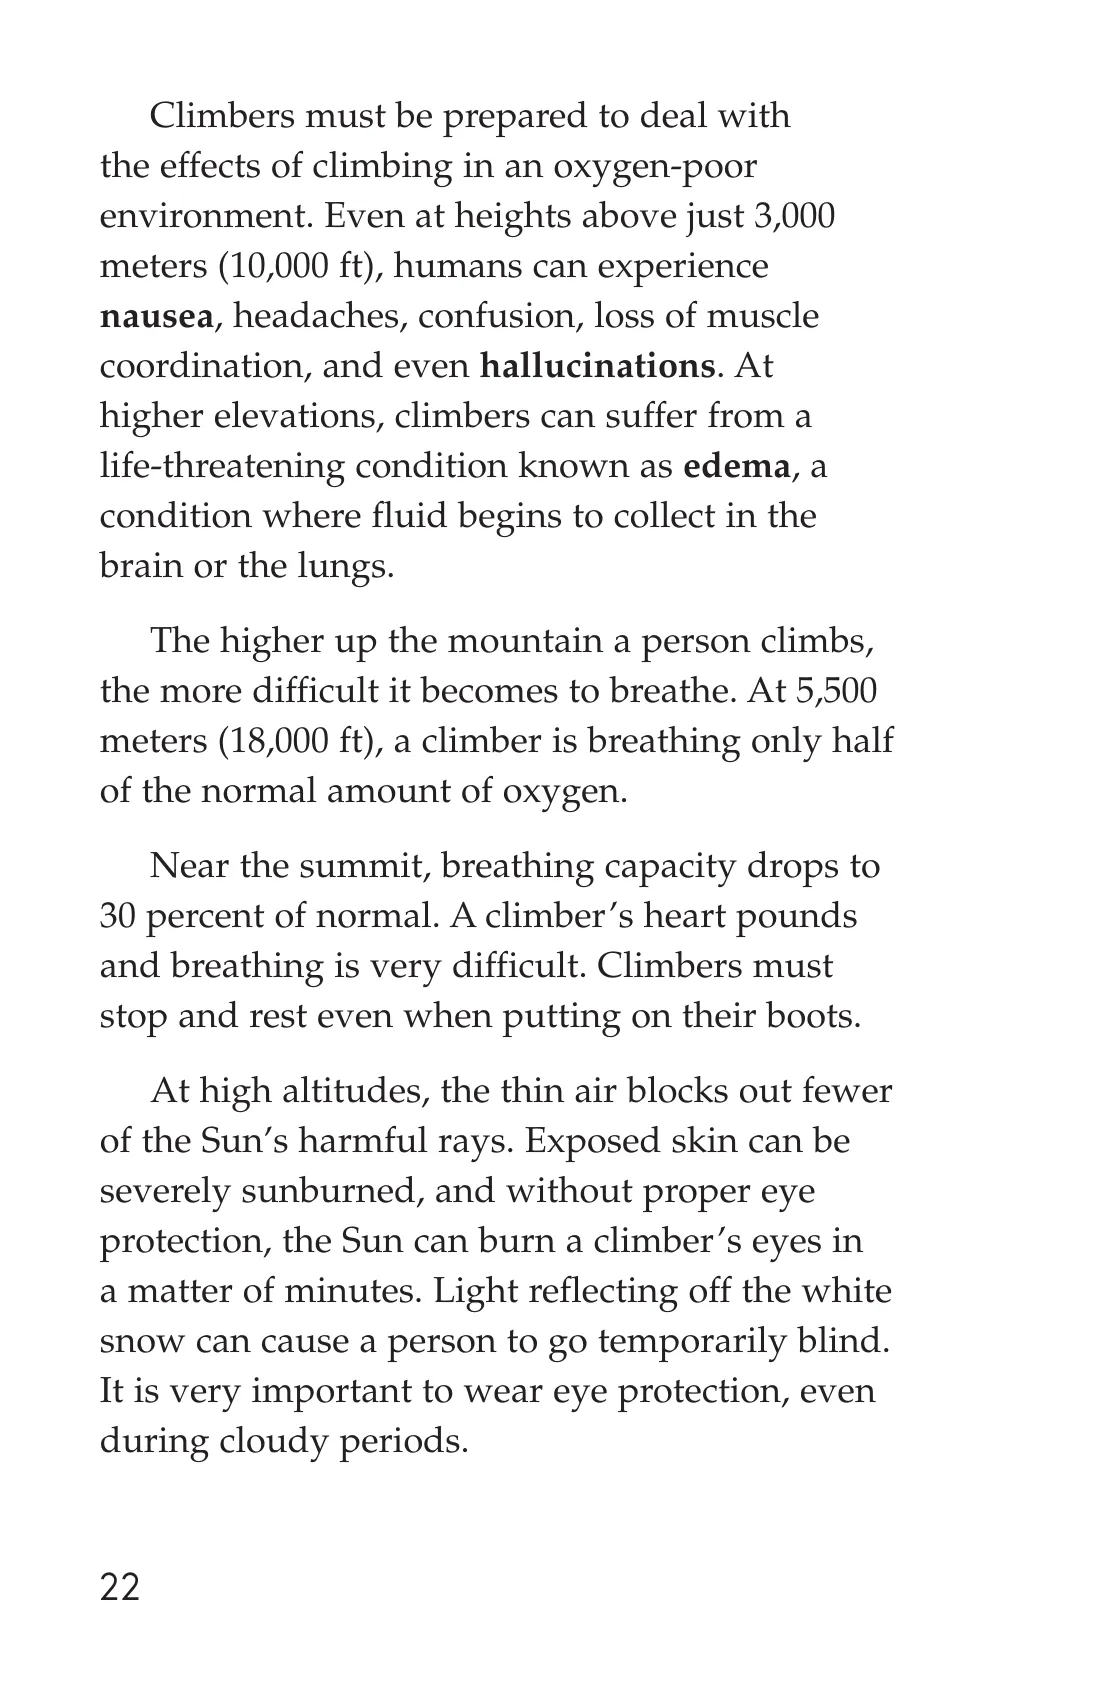 Climbers must be prepared to deal with
the effects of climbing in an oxygen-poor
environment. Even at heights above just 3,000
meters (10,000 ft), humans can experience
nausea, headaches, confusion, loss of muscle
coordination, and even hallucinations. At
higher elevations, climbers can suffer from a
life-threatening condition known as edema, a
condition where fluid begins to collect in the
brain or the lungs.
The higher up the mountain a person climbs,
the more difficult it becomes to breathe. At 5,500
meters (18,000 ft), a climber is breathing only half
of the normal amount of oxygen.
Near the summit, breathing capacity drops to
30 percent of normal. A climber’s heart pounds
and breathing is very difficult. Climbers must
stop and rest even when putting on their boots.
At high altitudes, the thin air blocks out fewer
of the Sun’s harmful rays. Exposed skin can be
severely sunburned, and without proper eye
protection, the Sun can burn a climber’s eyes in
a matter of minutes. Light reflecting off the white
snow can cause a person to go temporarily blind.
It is very important to wear eye protection, even
during cloudy periods.
22